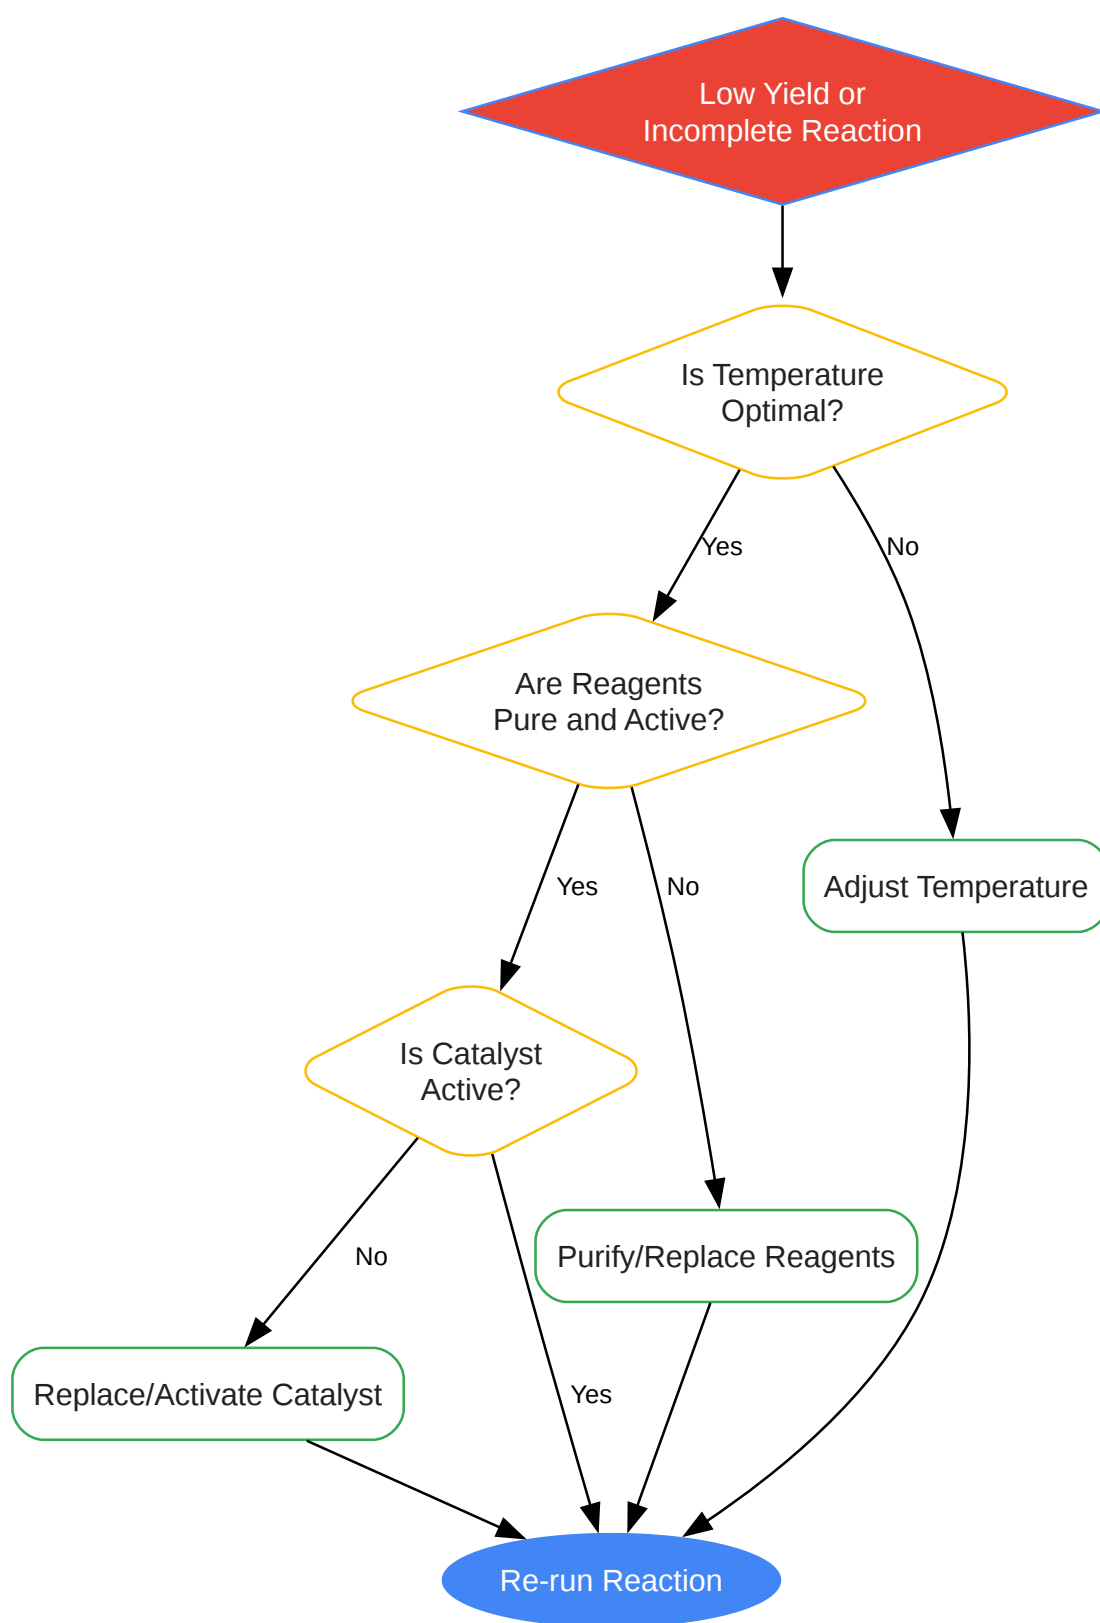 Low Yield or
Incomplete Reaction
Is Temperature
Optimal?
Yes
No
Are Reagents
Pure and Active?
Yes
No
Adjust Temperature
Is Catalyst
Active?
No
Purify/Replace Reagents
Replace/Activate Catalyst
Yes
Re-run Reaction